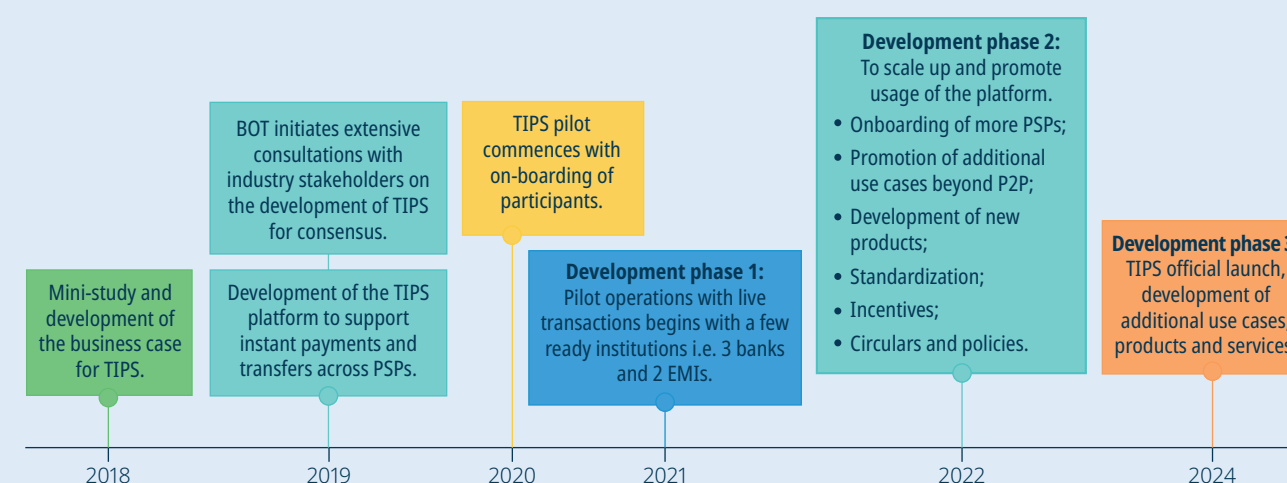 Mini-study and
development of
the business case
for TIPS.
BOT initiates extensive
consultations with
industry stakeholders on
the development of TIPS
for consensus.
Development of the TIPS
platform to support
instant payments and
transfers across PSPs.
TIPS pilot
commences with
on-boarding of
participants.
Development phase 1:
Pilot operations with live
transactions begins with a few
ready institutions i.e. 3 banks
and 2 EMIs.
Development phase 2:
To scale up and promote
usage of the platform.
• Onboarding of more PSPs;
• Promotion of additional
use cases beyond P2P;
• Development of new
products;
• Standardization;
• Incentives;
• Circulars and policies.
Development phase 3
TIPS official launch,
development of
additional use cases,
products and services
2018
2019
2020
2021
2022
2024